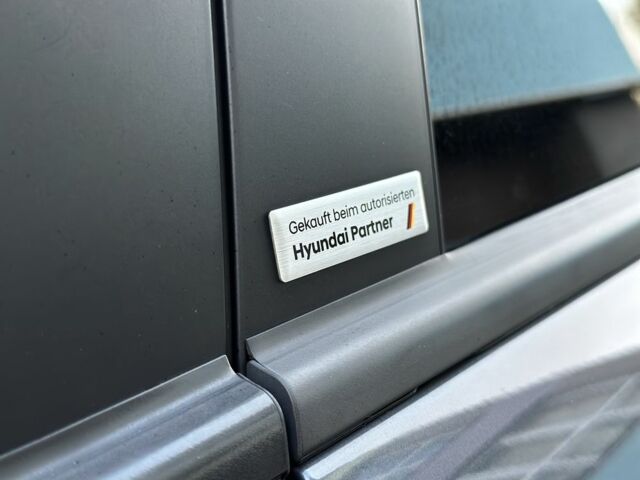 Gekauft beim autorisierten
Hyundai Partner